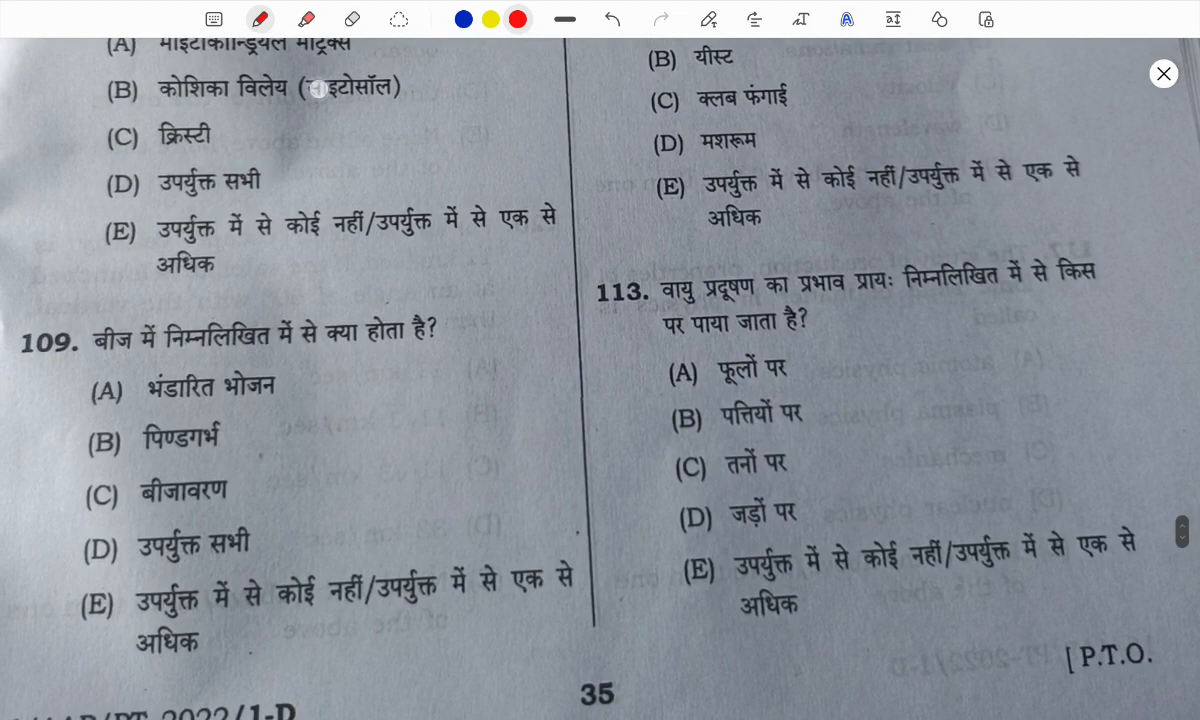 (A) माइटोकॉन्ड्रियल मैट्रिक्स
(B) कोशिका विलेय (साइटोसॉल)
(C) क्रिस्टी
(D) उपर्युक्त सभी
(E) उपर्युक्त में से कोई नहीं/उपर्युक्त में से एक से
अधिक
109. बीज में निम्नलिखित में से क्या होता है?
(A) भंडारित भोजन
(B) पिण्डगर्भ
(C) बीजावरण
(D) उपर्युक्त सभी
(E) उपर्युक्त में से कोई नहीं/उपर्युक्त में से एक से
अधिक
(B) यीस्ट
(C) क्लब फंगाई
(D) मशरूम
(E) उपर्युक्त में से कोई नहीं/उपर्युक्त में से एक से
अधिक
113. वायु प्रदूषण का प्रभाव प्रायः निम्नलिखित में से किस
पर पाया जाता है?
(A) फूलों पर
(B) पत्तियों पर
(C) तनों पर
(D) जड़ों पर
(E) उपर्युक्त में से कोई नहीं/उपर्युक्त में से एक से
अधिक
[ P.T.O.
35
2022/1-D